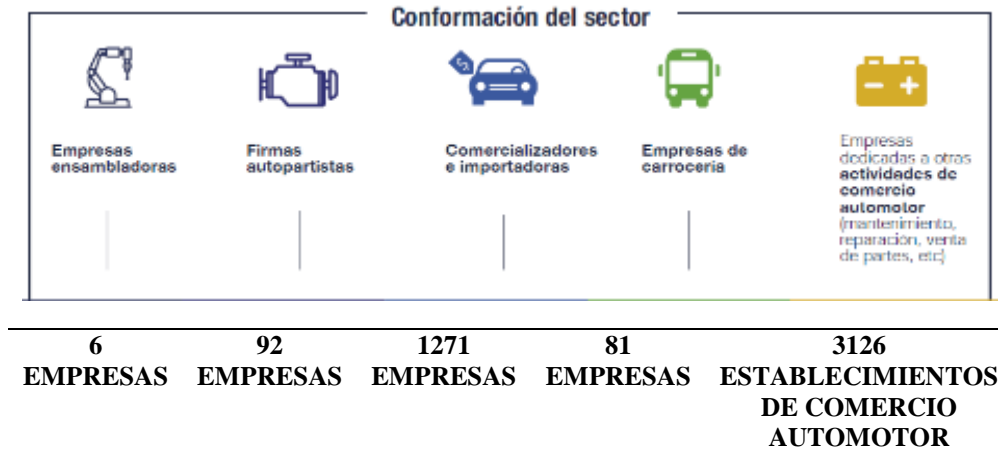 Conformación del sector
Empresas
ensambladoras
Firmas
autopartistas
Comercializadores
e importadoras
Empresas de
carrocería
Empresas
dedicadas a otras
actividades de
comercio
automotor
(mantenimiento,
reparación, venta
de partes, etc)
6
EMPRESAS
92
EMPRESAS
1271
EMPRESAS
81
EMPRESAS
3126
ESTABLECIMIENTOS
DE COMERCIO
AUTOMOTOR